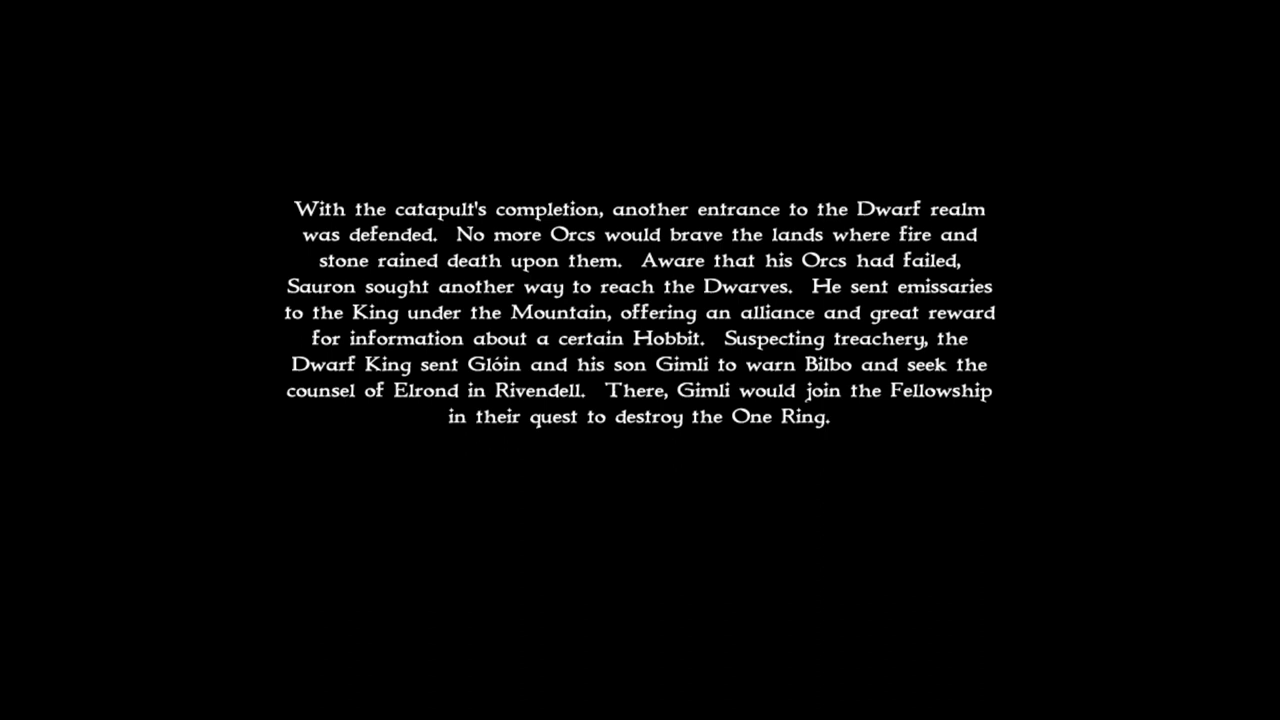 With the catapult's completion, another entrance to the Dwarf realm
was defended.  No more Orcs would brave the lands where fire and
stone rained death upon them.  Aware that his Orcs had failed,
Sauron sought another way to reach the Dwarves.  He sent emissaries
to the King under the Mountain, offering an alliance and great reward
for information about a certain Hobbit.  Suspecting treachery, the
Dwarf King sent Glóin and his son Gimli to warn Bilbo and seek the
counsel of Elrond in Rivendell.  There, Gimli would join the Fellowship
in their quest to destroy the One Ring.